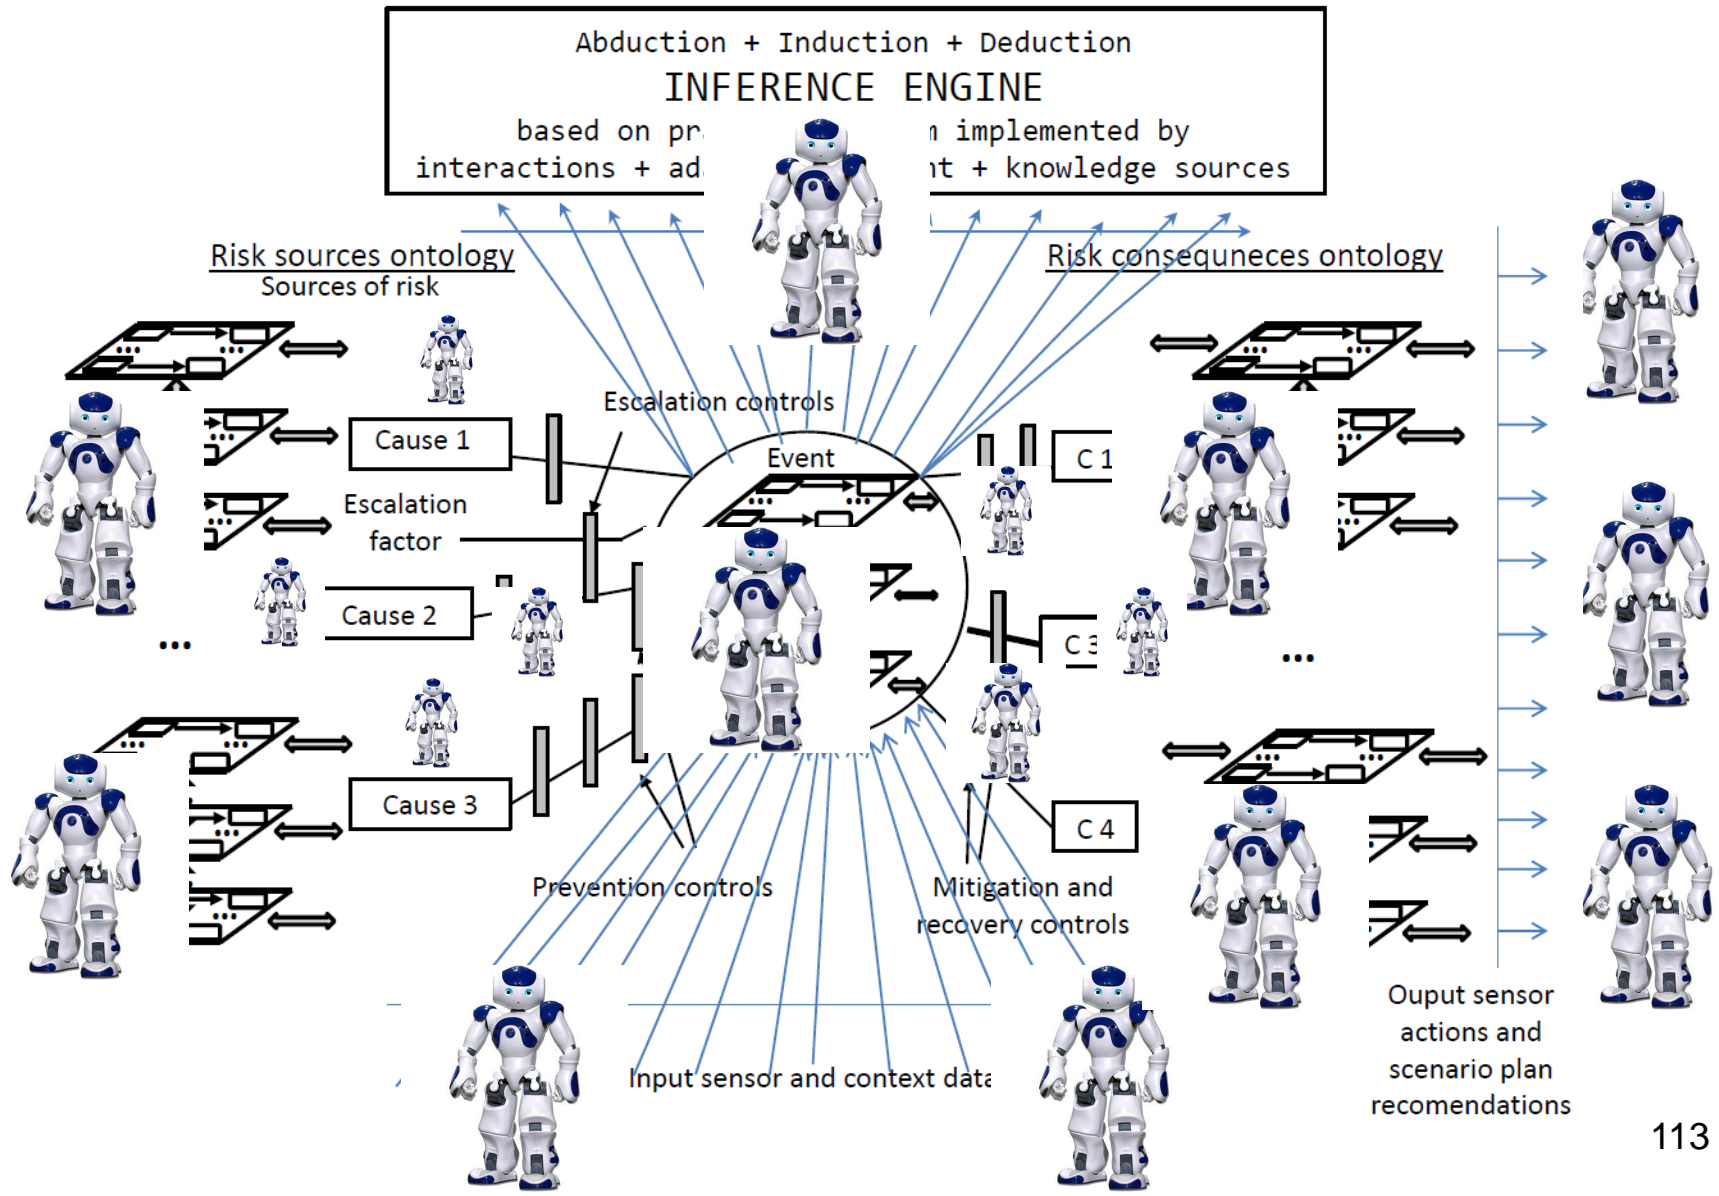 Abduction + Induction + Deduction
INFERENCE ENGINE
based on implemented by
interactions + + knowledge sources
Risk sources ontology
Sources of risk
Risk consequneces ontology
Escalation controls
Cause 1
Event
C 1
Escalation
factor
Cause 2
C 3
Cause 3
C 4
Prevention controls
Mitigation and
recovery controls
Input sensor and context data
Ouput sensor
actions and
scenario plan
recomendations
113